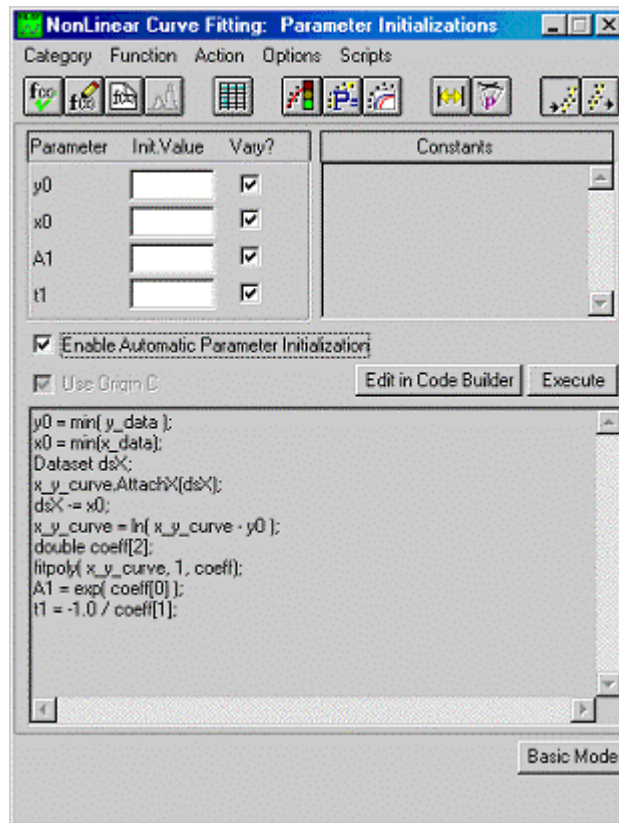 NonLinear Curve Fitting: Parameter Initializations
Category Function Action Options Scripts
Parameter Init.Value Vary? Constants
y0
x0
A1
t1
Enable Automatic Parameter Initialization
Use Origin C Edit in Code Builder Execute
y0 = min( y_data );
x0 = min(x_data);
Dataset dsX;
x_y_curve.AttachX(dsX);
dsX -= x0;
x_y_curve = ln( x_y_curve - y0 );
double coeff[2];
fitpoly( x_y_curve, 1, coeff);
A1 = exp( coeff[0] );
t1 = -1.0 / coeff[1];
Basic Mode